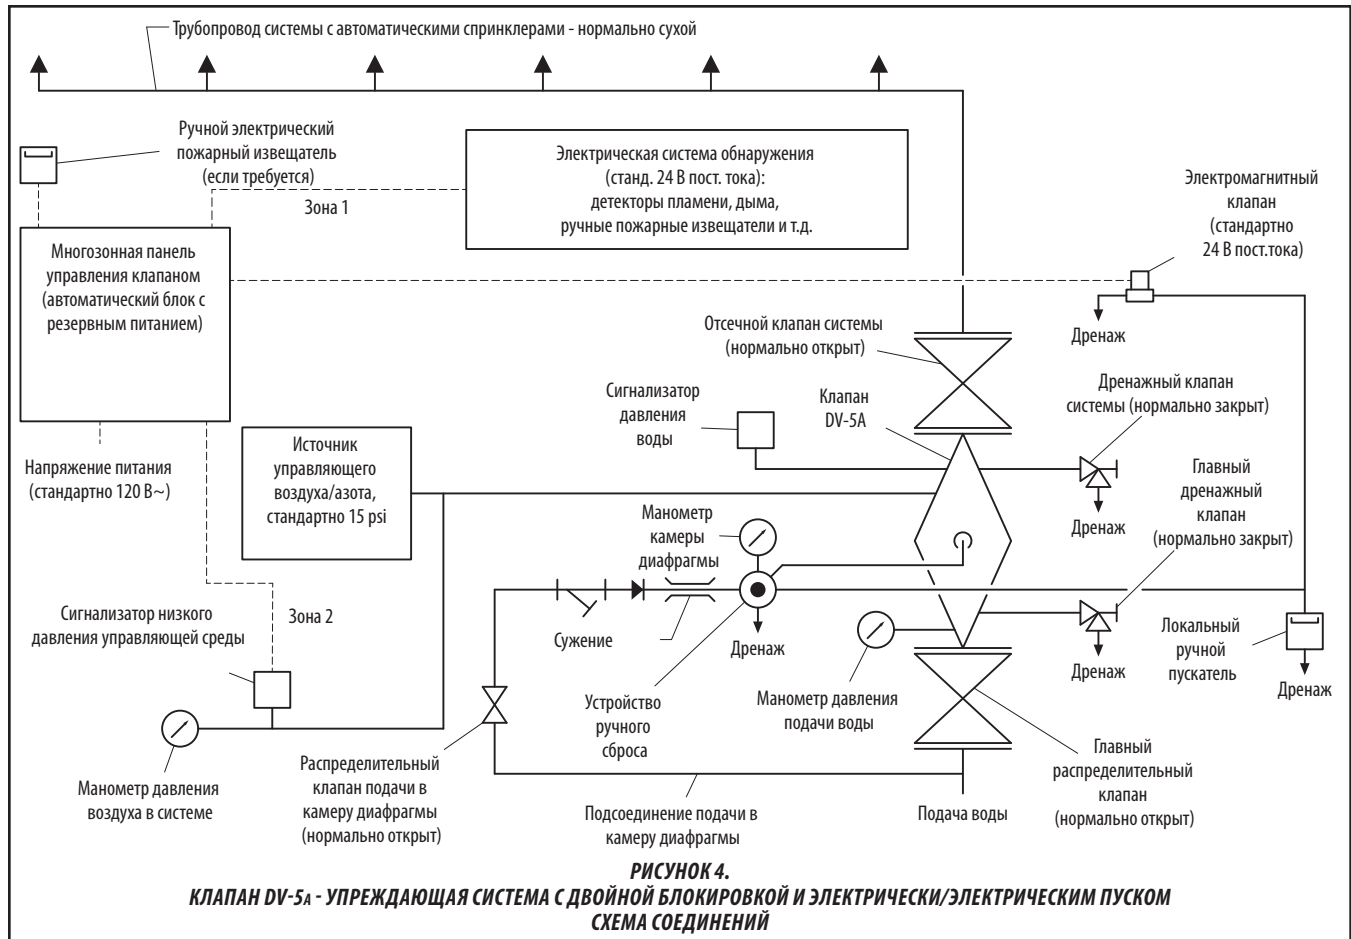 Трубопровод системы с автоматическими спринклерами - нормально сухой
Ручной электрический
пожарный извещатель
(если требуется)
Зона 1
Электрическая система обнаружения
(станд. 24 В пост. тока):
детекторы пламени, дыма,
ручные пожарные извещатели и т.д.
Электромагнитный
клапан
(стандартно
24 В пост.тока)
Многозонная панель
управления клапаном
(автоматический блок с
резервным питанием)
Дренаж
Отсечной клапан системы
(нормально открыт)
Сигнализатор
давления
воды
Клапан
DV-5A
Дренажный клапан
системы (нормально закрыт)
Напряжение питания
(стандартно 120 В~)
Источник
управляющего
воздуха/азота,
стандартно 15 psi
Манометр
камеры
диафрагмы
Дренаж
Главный
дренажный
клапан
(нормально закрыт)
Сигнализатор низкого
давления управляющей среды
Зона 2
Сужение
Дренаж
Дренаж
Локальный
ручной
пускатель
Дренаж
Устройство
ручного
сброса
Манометр давления
подачи воды
Манометр давления
воздуха в системе
Распределительный
клапан подачи в
камеру диафрагмы
(нормально открыт)
Подсоединение подачи в
камеру диафрагмы
Подача воды
Главный
распределительный
клапан
(нормально открыт)
РИСУНОК 4.
КЛАПАН DV-5A - УПРЕЖДАЮЩАЯ СИСТЕМА С ДВОЙНОЙ БЛОКИРОВКОЙ И ЭЛЕКТРИЧЕСКИ/ЭЛЕКТРИЧЕСКИМ ПУСКОМ
СХЕМА СОЕДИНЕНИЙ